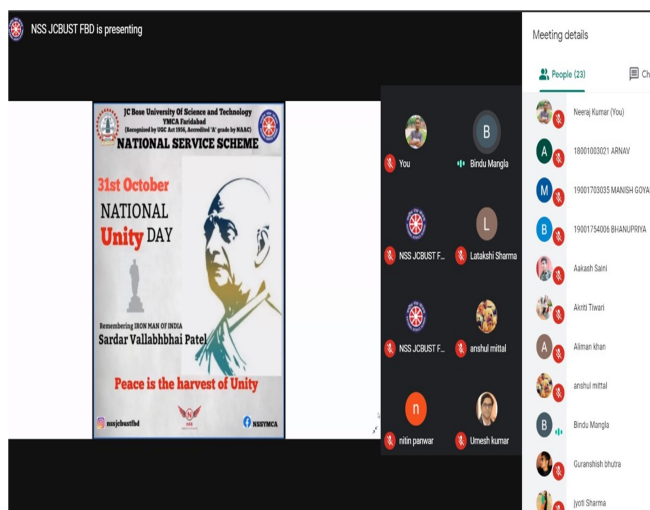 NSS JCBUST FBD is presenting
JC Bose University Of Science and Technology
YMCA Faridabad
(Recognized by UGC Act 1956, Accredited 'A' grade by NAAC)
NATIONAL SERVICE SCHEME
31st October
NATIONAL
Unity DAY
Remembering IRON MAN OF INDIA
Sardar Vallabhbhai Patel
Peace is the harvest of Unity
nssjcbustfbd
NSSYMCA
You
B
Bindu Mangla
NSS JCBUST F...
L
Latakshi Sharma
NSS JCBUST F...
anshul mittal
n
nitin panwar
Umesh kumar
Meeting details
People (23)
Ch
Neeraj Kumar (You)
A
18001003021 ARNAV
M
19001703035 MANISH GOYA
B
19001754006 BHANUPRIYA
Aakash Saini
Akriti Tiwari
A
Aliman khan
anshul mittal
B
Bindu Mangla
Guranshish bhutra
jyoti Sharma